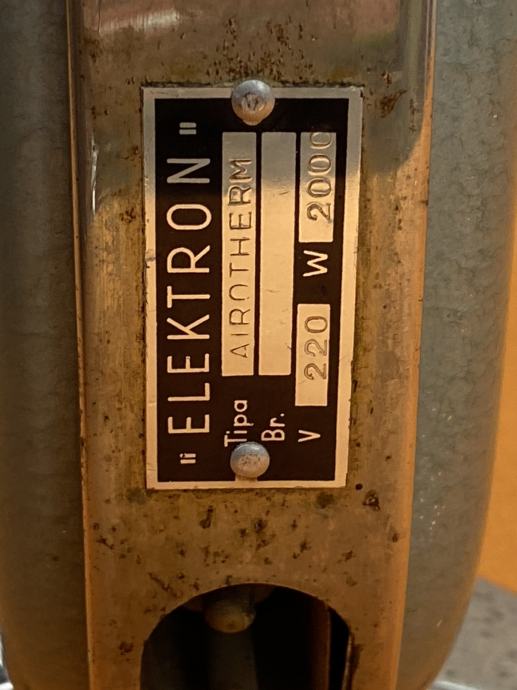 "ELEKTRON"
Tipa AIROTHERM
Br.
V 220 W 2000